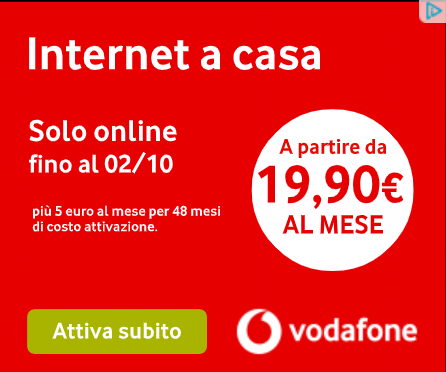 Internet a casa
Solo online
fino al 02/10
più 5 euro al mese per 48 mesi
di costo attivazione.
A partire da
19,90€
AL MESE
Attiva subito
vodafone